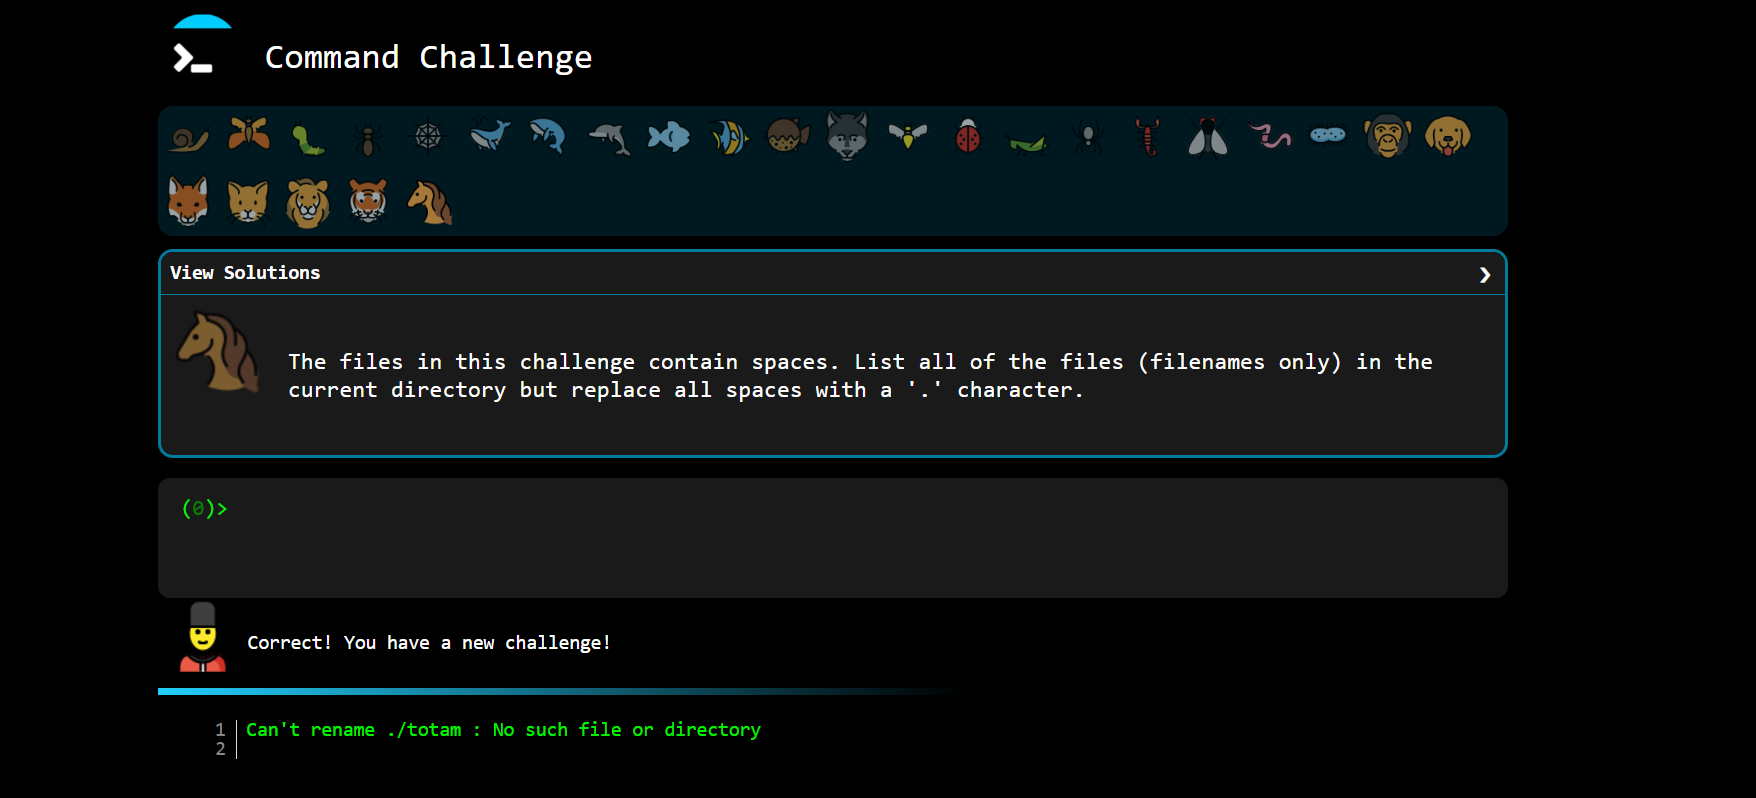 Command Challenge
View Solutions
The files in this challenge contain spaces. List all of the files (filenames only) in the
current directory but replace all spaces with a '.' character.
(0)>
Correct! You have a new challenge!
1 Can't rename ./totam : No such file or directory
2